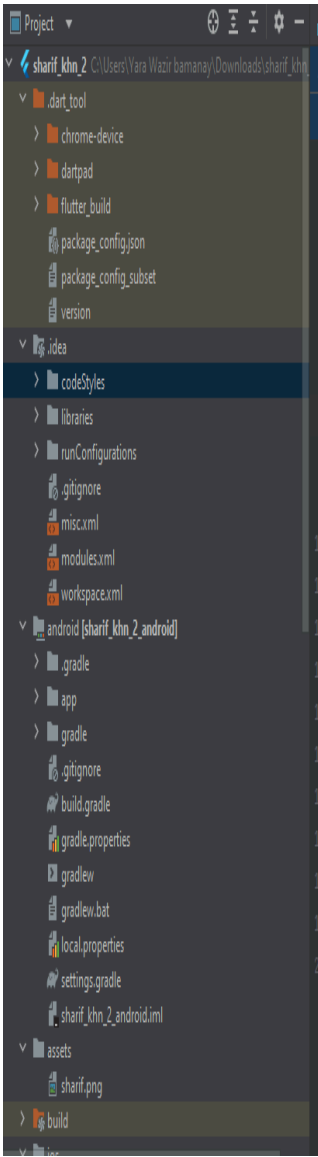 Project
sharif_khn_2 C:\Users\Yara Wazir bamanay\Downloads\sharif_khn_
.dart_tool
chrome-device
dartpad
flutter_build
package_config.json
package_config_subset
version
.idea
codeStyles
libraries
runConfigurations
.gitignore
misc.xml
modules.xml
workspace.xml
android [sharif_khn_2_android]
.gradle
app
gradle
.gitignore
build.gradle
gradle.properties
gradlew
gradlew.bat
local.properties
settings.gradle
sharif_khn_2_android.iml
assets
sharif.png
build